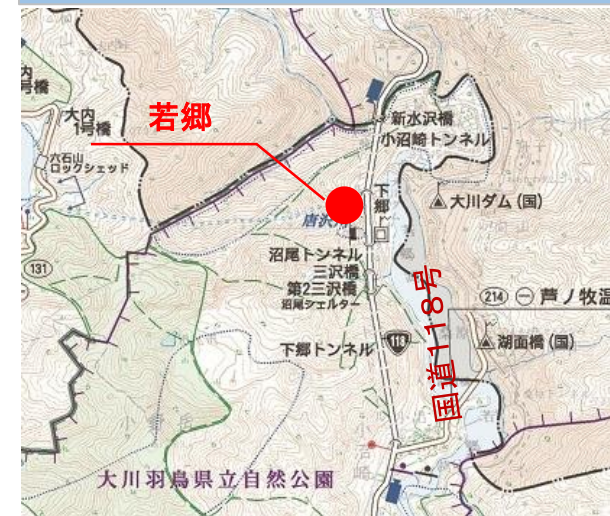 若郷
内
号橋
大内
1号橋
六石山
ロックシェッド
新水沢橋
小沼崎トンネル
下郷
大川ダム(国)
唐沢
沼尾トンネル
三沢橋
第2三沢橋
沼尾シェルター
131
国道118号
214
芦ノ牧温
118
湖面橋(国)
下郷トンネル
大川羽鳥県立自然公園